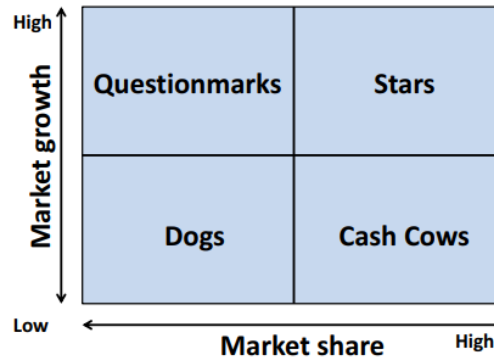 High
Market growth
Questionmarks
Stars
Dogs
Cash Cows
Low
High
Market share